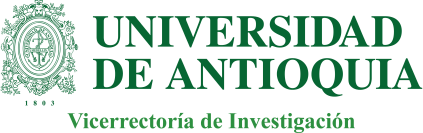 UNIVERSIDAD
DE ANTIOQUIA
1803
Vicerrectoría de Investigación